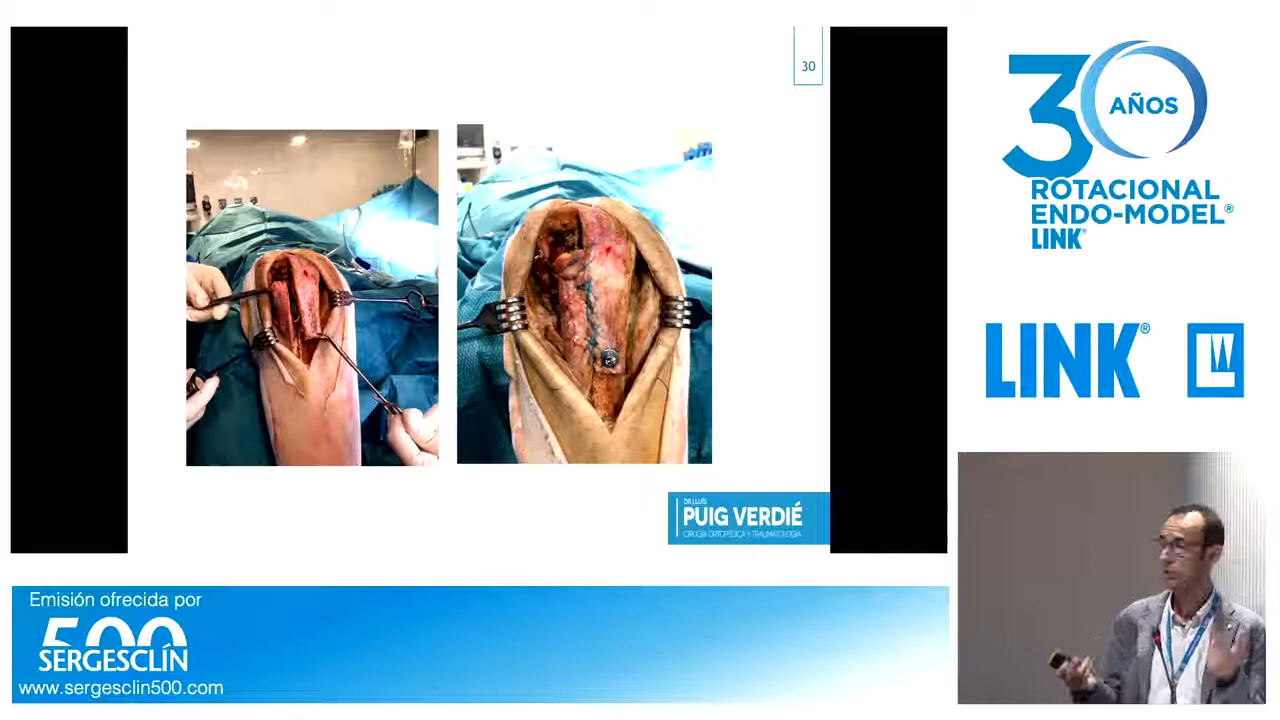 30
DR.LLUÍS
PUIG VERDIÉ
CIRUGÍA ORTOPÉDICA Y TRAUMATOLOGÍA
30 AÑOS
ROTACIONAL
ENDO-MODEL®
LINK®
LINK®
Emisión ofrecida por
500
SERGESCLÍN
www.sergesclin500.com